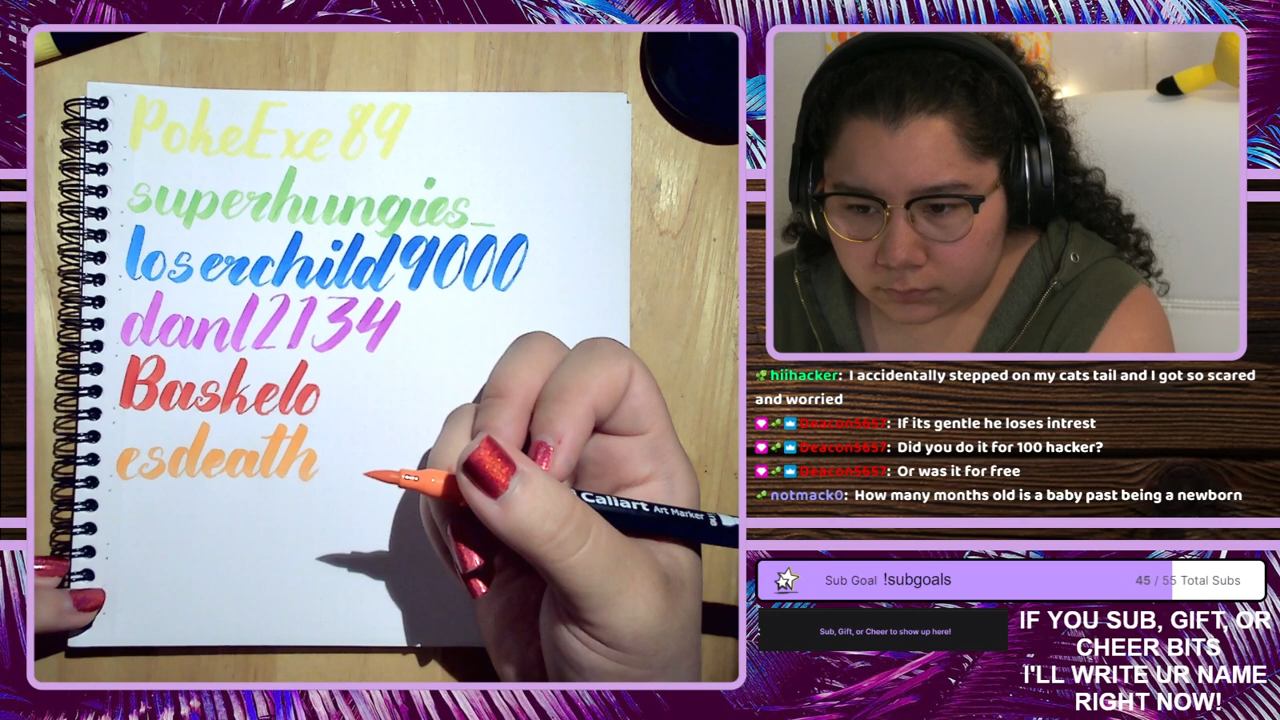 PokeExe89
superhungies_
loserchild9000
danl2134
Baskelo
esdeath
Callart Art Marker
hiihacker: I accidentally stepped on my cats tail and I got so scared
and worried
Deacon5657: If its gentle he loses intrest
Deacon5657: Did you do it for 100 hacker?
Deacon5657: Or was it for free
notmack0: How many months old is a baby past being a newborn
Sub Goal !subgoals 45 / 55 Total Subs
Sub, Gift, or Cheer to show up here!
IF YOU SUB, GIFT, OR
CHEER BITS
I'LL WRITE UR NAME
RIGHT NOW!